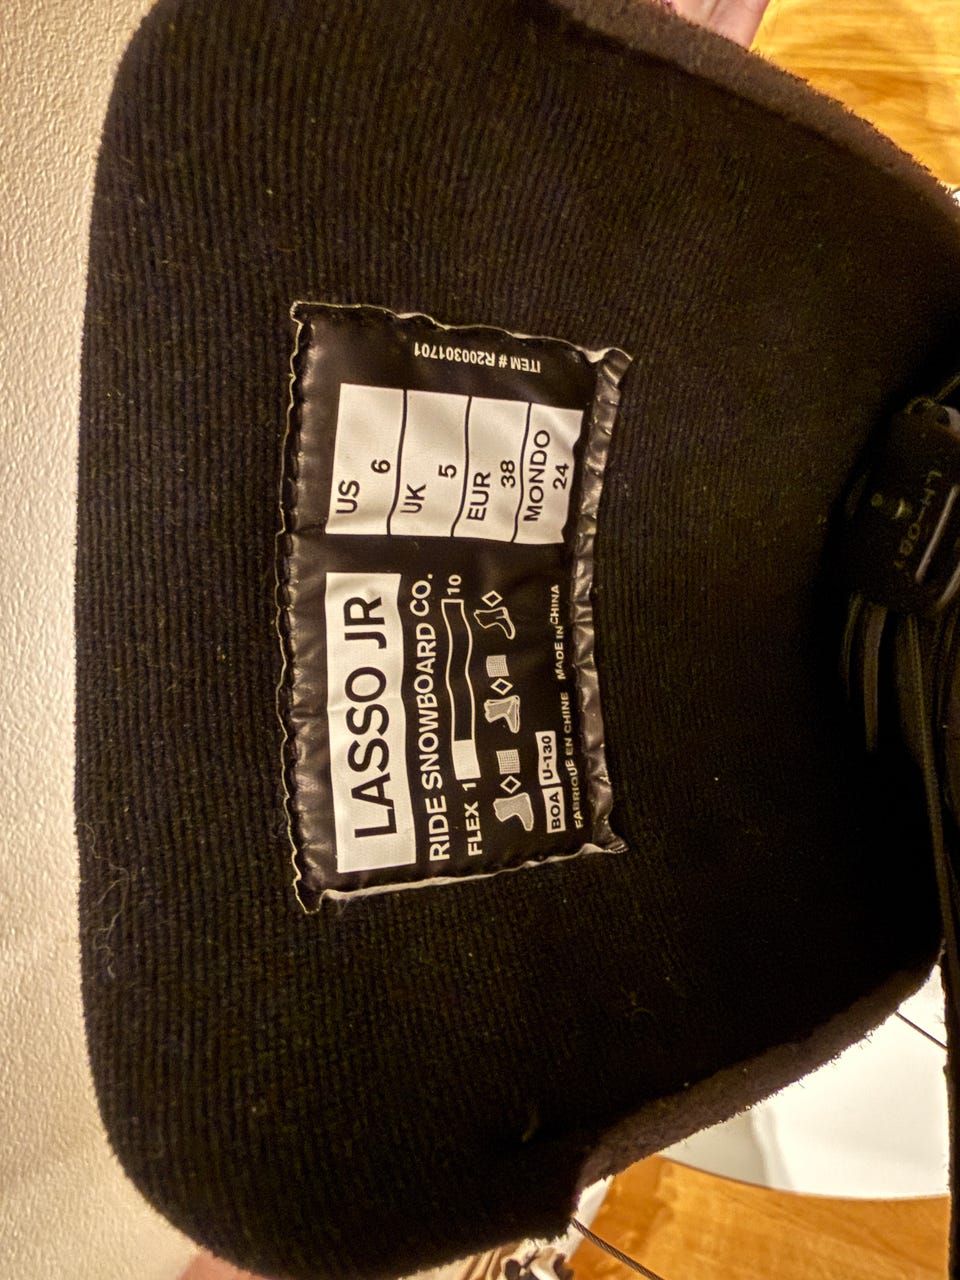 LASSO JR
RIDE SNOWBOARD CO.
FLEX 1 10
BOA U-130
FABRIQUÉ EN CHINE MADE IN CHINA
US
6
UK
5
EUR
38
MONDO
24
ITEM # R200301701